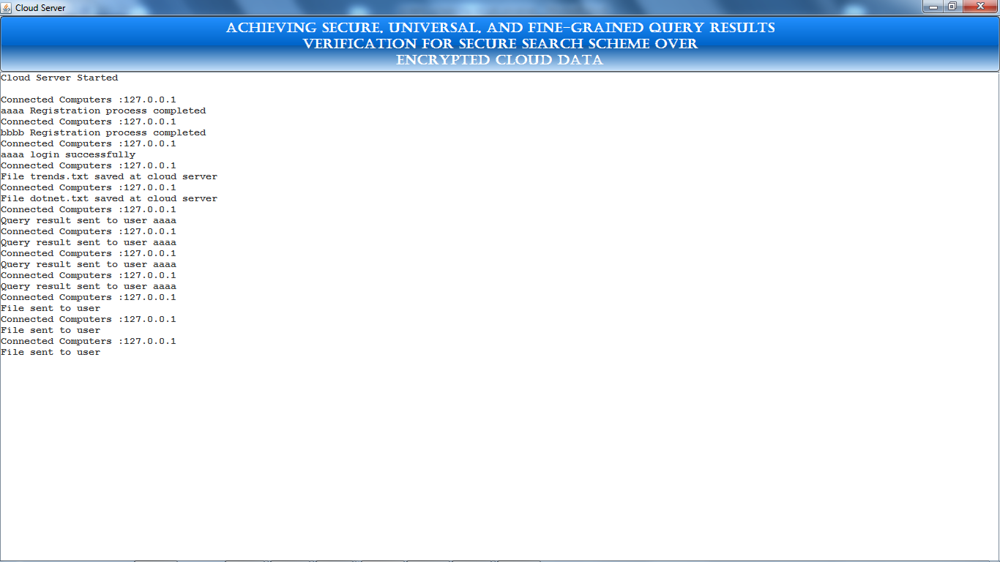 Cloud Server
ACHIEVING SECURE, UNIVERSAL, AND FINE-GRAINED QUERY RESULTS
VERIFICATION FOR SECURE SEARCH SCHEME OVER
ENCRYPTED CLOUD DATA
Cloud Server Started
Connected Computers :127.0.0.1
aaaa Registration process completed
Connected Computers :127.0.0.1
bbbb Registration process completed
Connected Computers :127.0.0.1
aaaa login successfully
Connected Computers :127.0.0.1
File trends.txt saved at cloud server
Connected Computers :127.0.0.1
File dotnet.txt saved at cloud server
Connected Computers :127.0.0.1
Query result sent to user aaaa
Connected Computers :127.0.0.1
Query result sent to user aaaa
Connected Computers :127.0.0.1
Query result sent to user aaaa
Connected Computers :127.0.0.1
Query result sent to user aaaa
Connected Computers :127.0.0.1
File sent to user
Connected Computers :127.0.0.1
File sent to user
Connected Computers :127.0.0.1
File sent to user